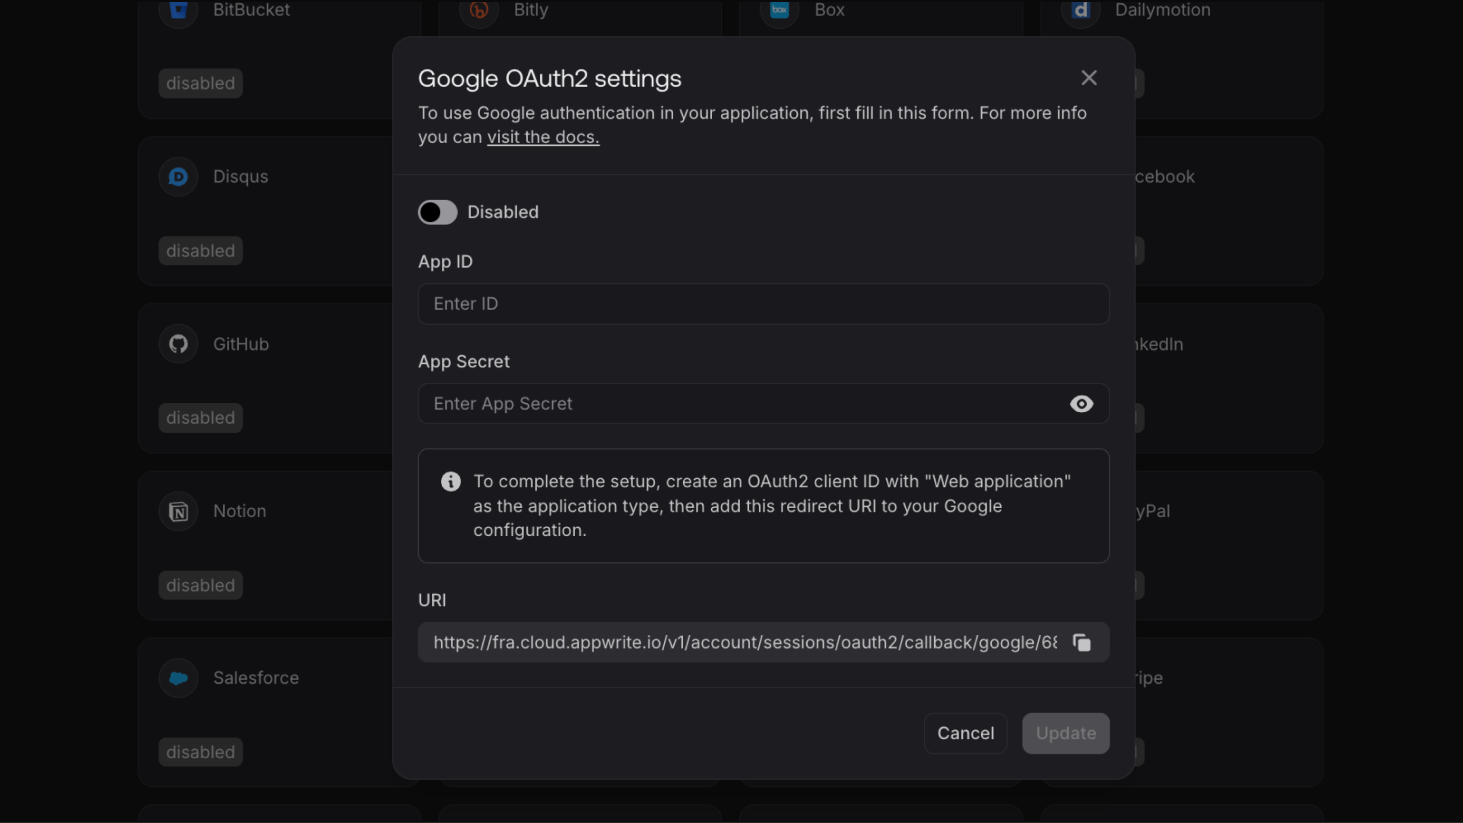 BitBucket
Bitly
Box
Dailymotion
disabled
Google OAuth2 settings
To use Google authentication in your application, first fill in this form. For more info
you can visit the docs.
Disqus
cebook
Disabled
disabled
App ID
Enter ID
GitHub
nkedIn
App Secret
Enter App Secret
disabled
To complete the setup, create an OAuth2 client ID with "Web application"
as the application type, then add this redirect URI to your Google
configuration.
Notion
yPal
disabled
URI
https://fra.cloud.appwrite.io/v1/account/sessions/oauth2/callback/google/68
Salesforce
ripe
Cancel
Update
disabled